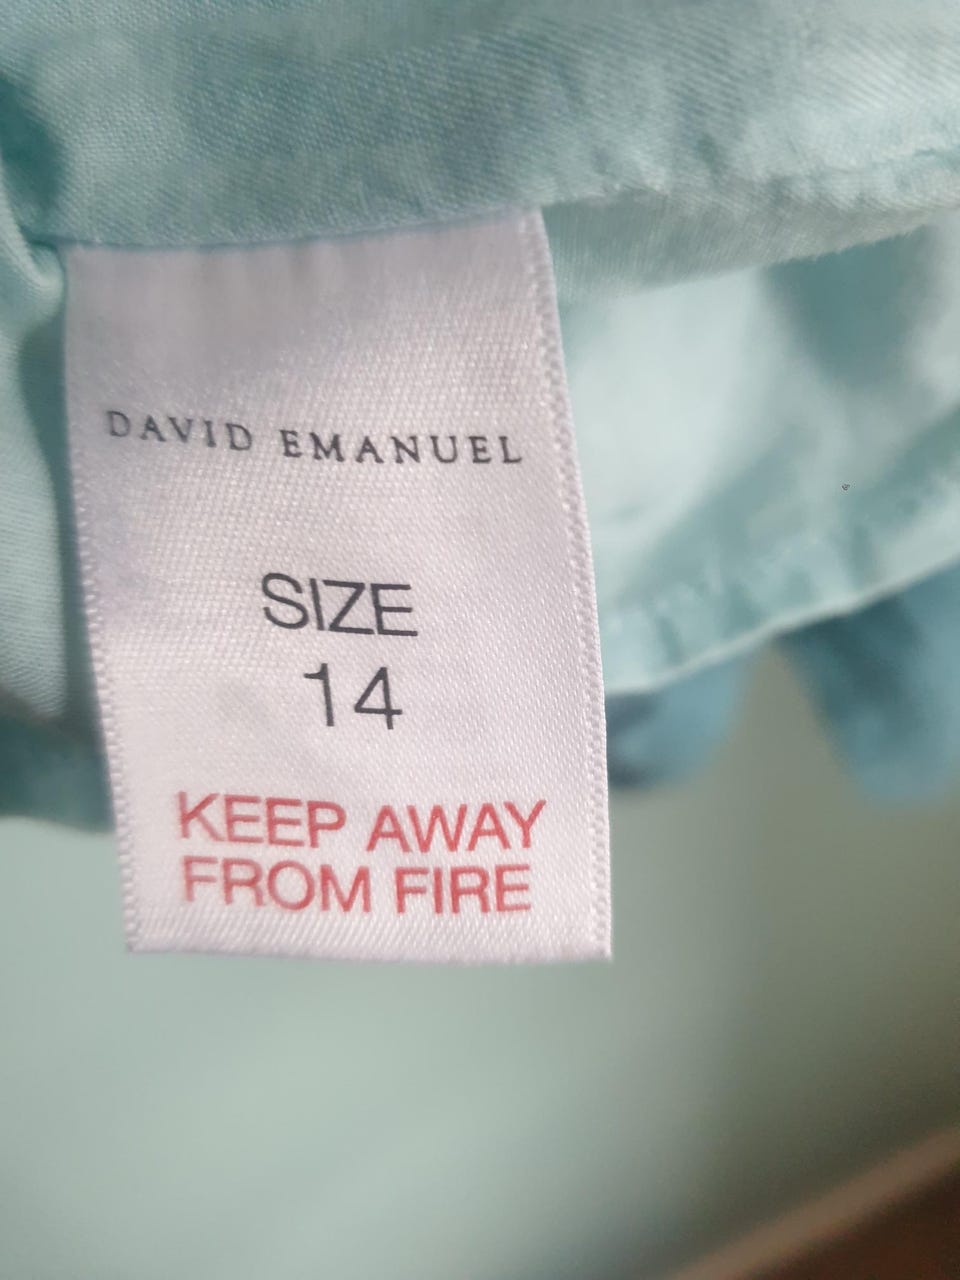 DAVID EMANUEL
SIZE
14
KEEP AWAY
FROM FIRE